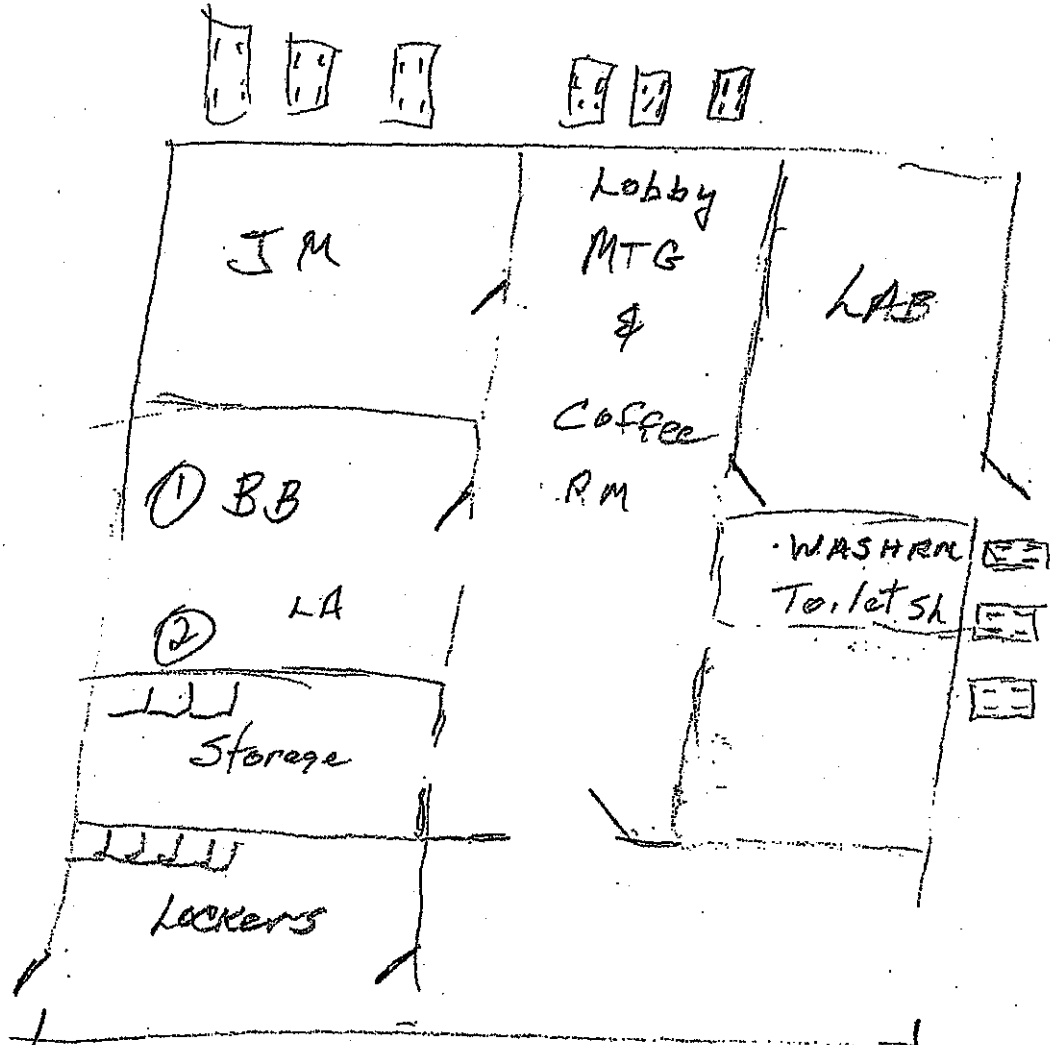 JM
Lobby
MTG
&
Coffee
RM
LAB
① BB
② LA
WASHRM
Toilet Sh
Storage
Lockers